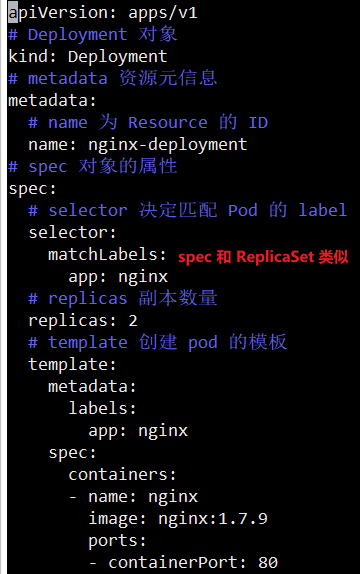 apiVersion: apps/v1
# Deployment 对象
kind: Deployment
# metadata 资源元信息
metadata:
  # name 为 Resource 的 ID
  name: nginx-deployment
# spec 对象的属性
spec:
  # selector 决定匹配 Pod 的 label
  selector:
    matchLabels: spec 和 ReplicaSet 类似
      app: nginx
  # replicas 副本数量
  replicas: 2
  # template 创建 pod 的模板
  template:
    metadata:
      labels:
        app: nginx
    spec:
      containers:
      - name: nginx
        image: nginx:1.7.9
        ports:
        - containerPort: 80